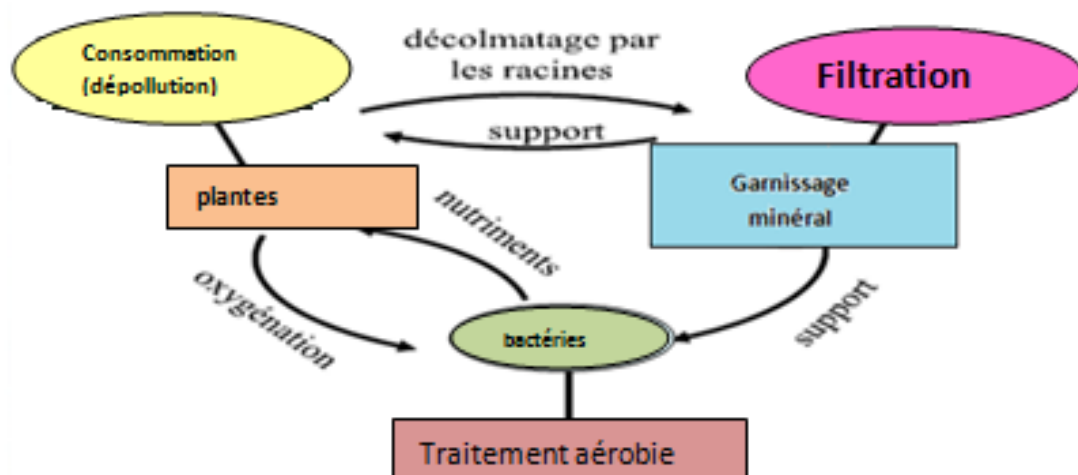 Consommation
(dépollution)
décolmatage par
les racines
Filtration
support
plantes
Garnissage
minéral
nutriments
oxygénation
support
bactéries
Traitement aérobie